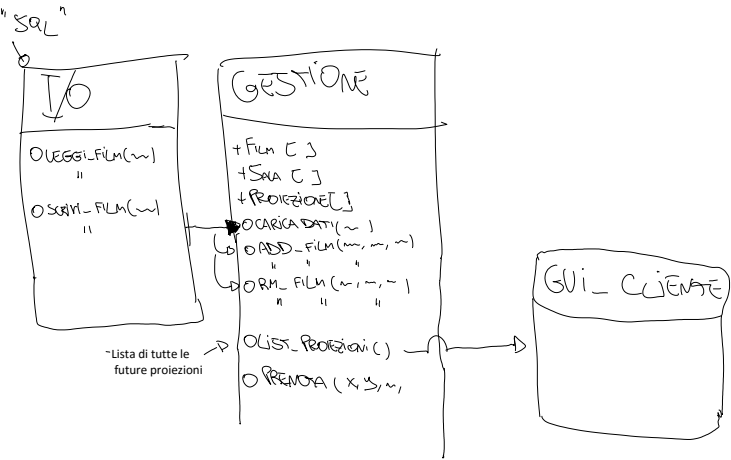 "SQL"
I/O
O LEGGI_FILM(~)
"
O SCRIVI_FILM(~)
"
GESTIONE
+ FILM [ ]
+ SALA [ ]
+ PROIEZIONE[ ]
O CARICA DATI(~)
O ADD_FILM(~, ~, ~)
" " "
O RM_FILM(~, ~, ~)
" " "
O LIST_PROIEZIONI()
O PRENOTA (x, y, ~,
~Lista di tutte le
future proiezioni
GUI_CLIENTE